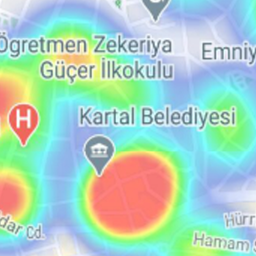 Öğretmen Zekeriya
Güçer İlkokulu
Emniy
Kartal Belediyesi
H
dar Cd.
Hürr
Hamam S